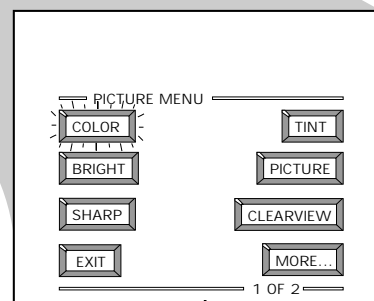 PICTURE MENU
COLOR TINT
BRIGHT PICTURE
SHARP CLEARVIEW
EXIT MORE...
1 OF 2